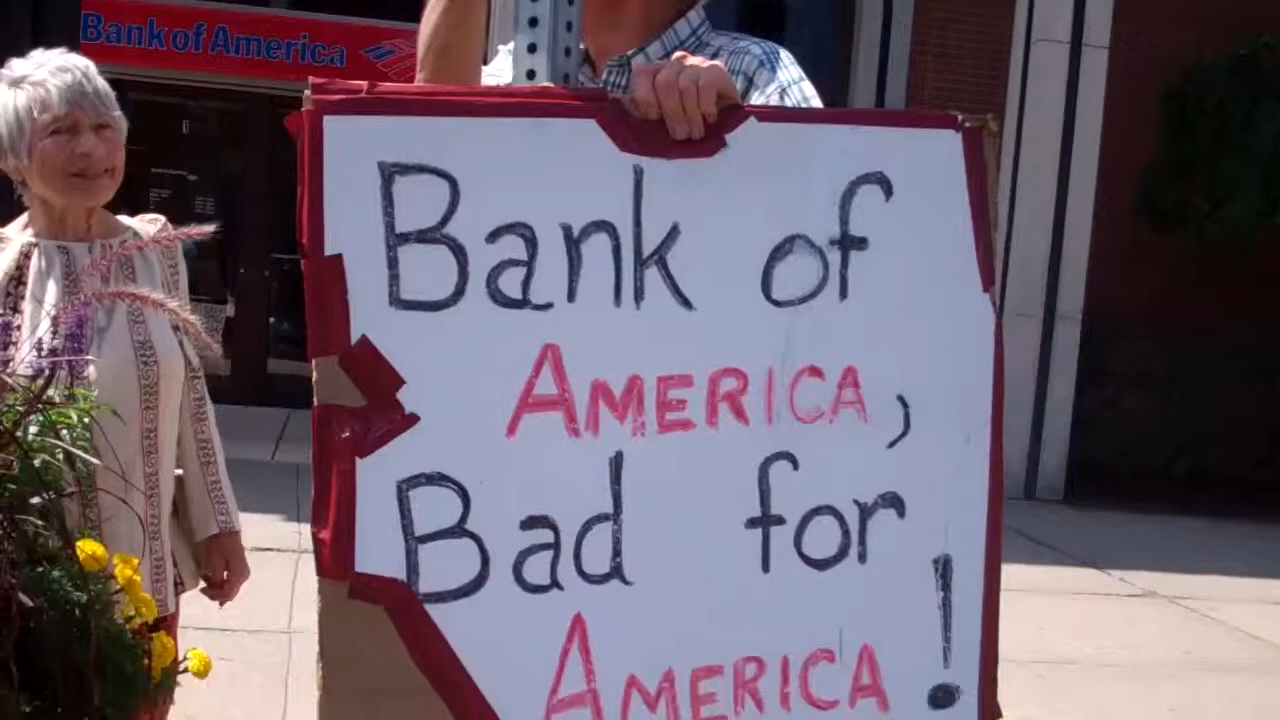 Bank of America
Bank of
AMERICA,
Bad for
AMERICA!